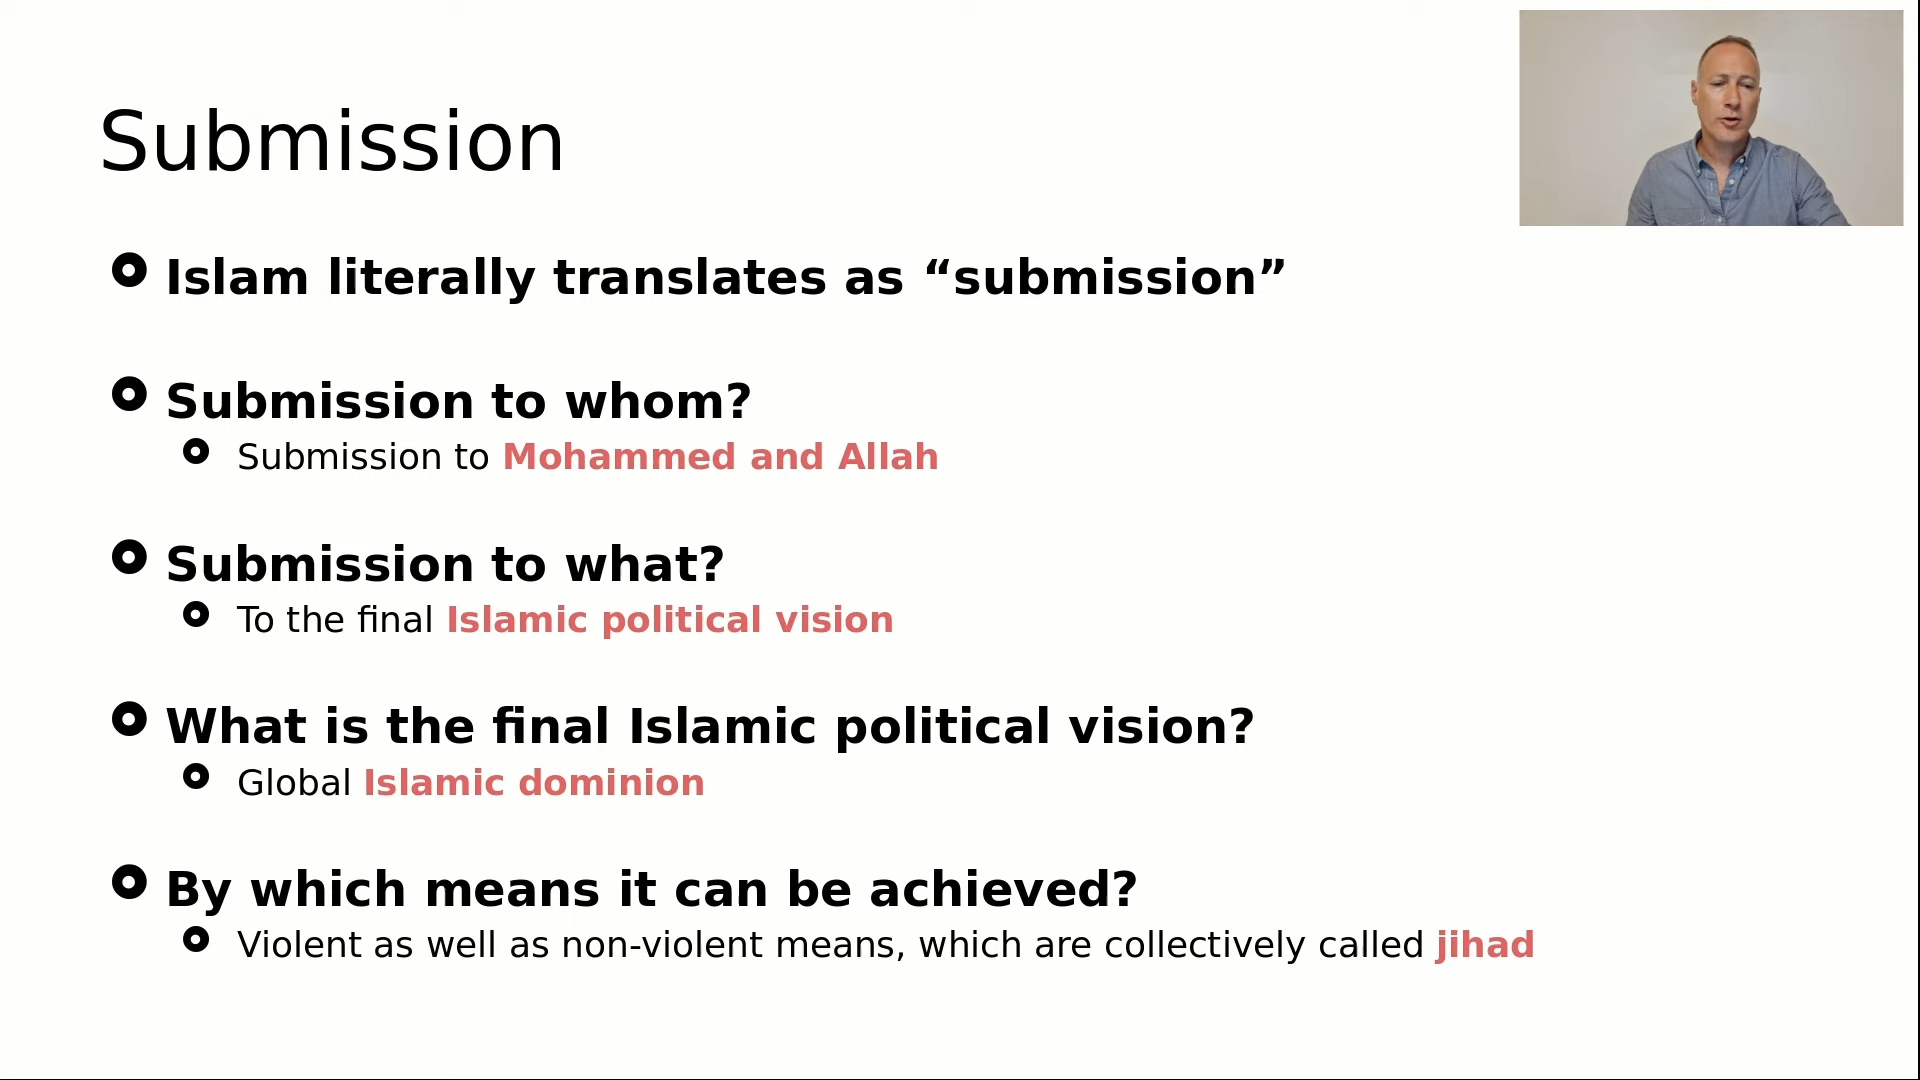 Submission
Islam literally translates as “submission”
Submission to whom?
Submission to Mohammed and Allah
Submission to what?
To the final Islamic political vision
What is the final Islamic political vision?
Global Islamic dominion
By which means it can be achieved?
Violent as well as non-violent means, which are collectively called jihad